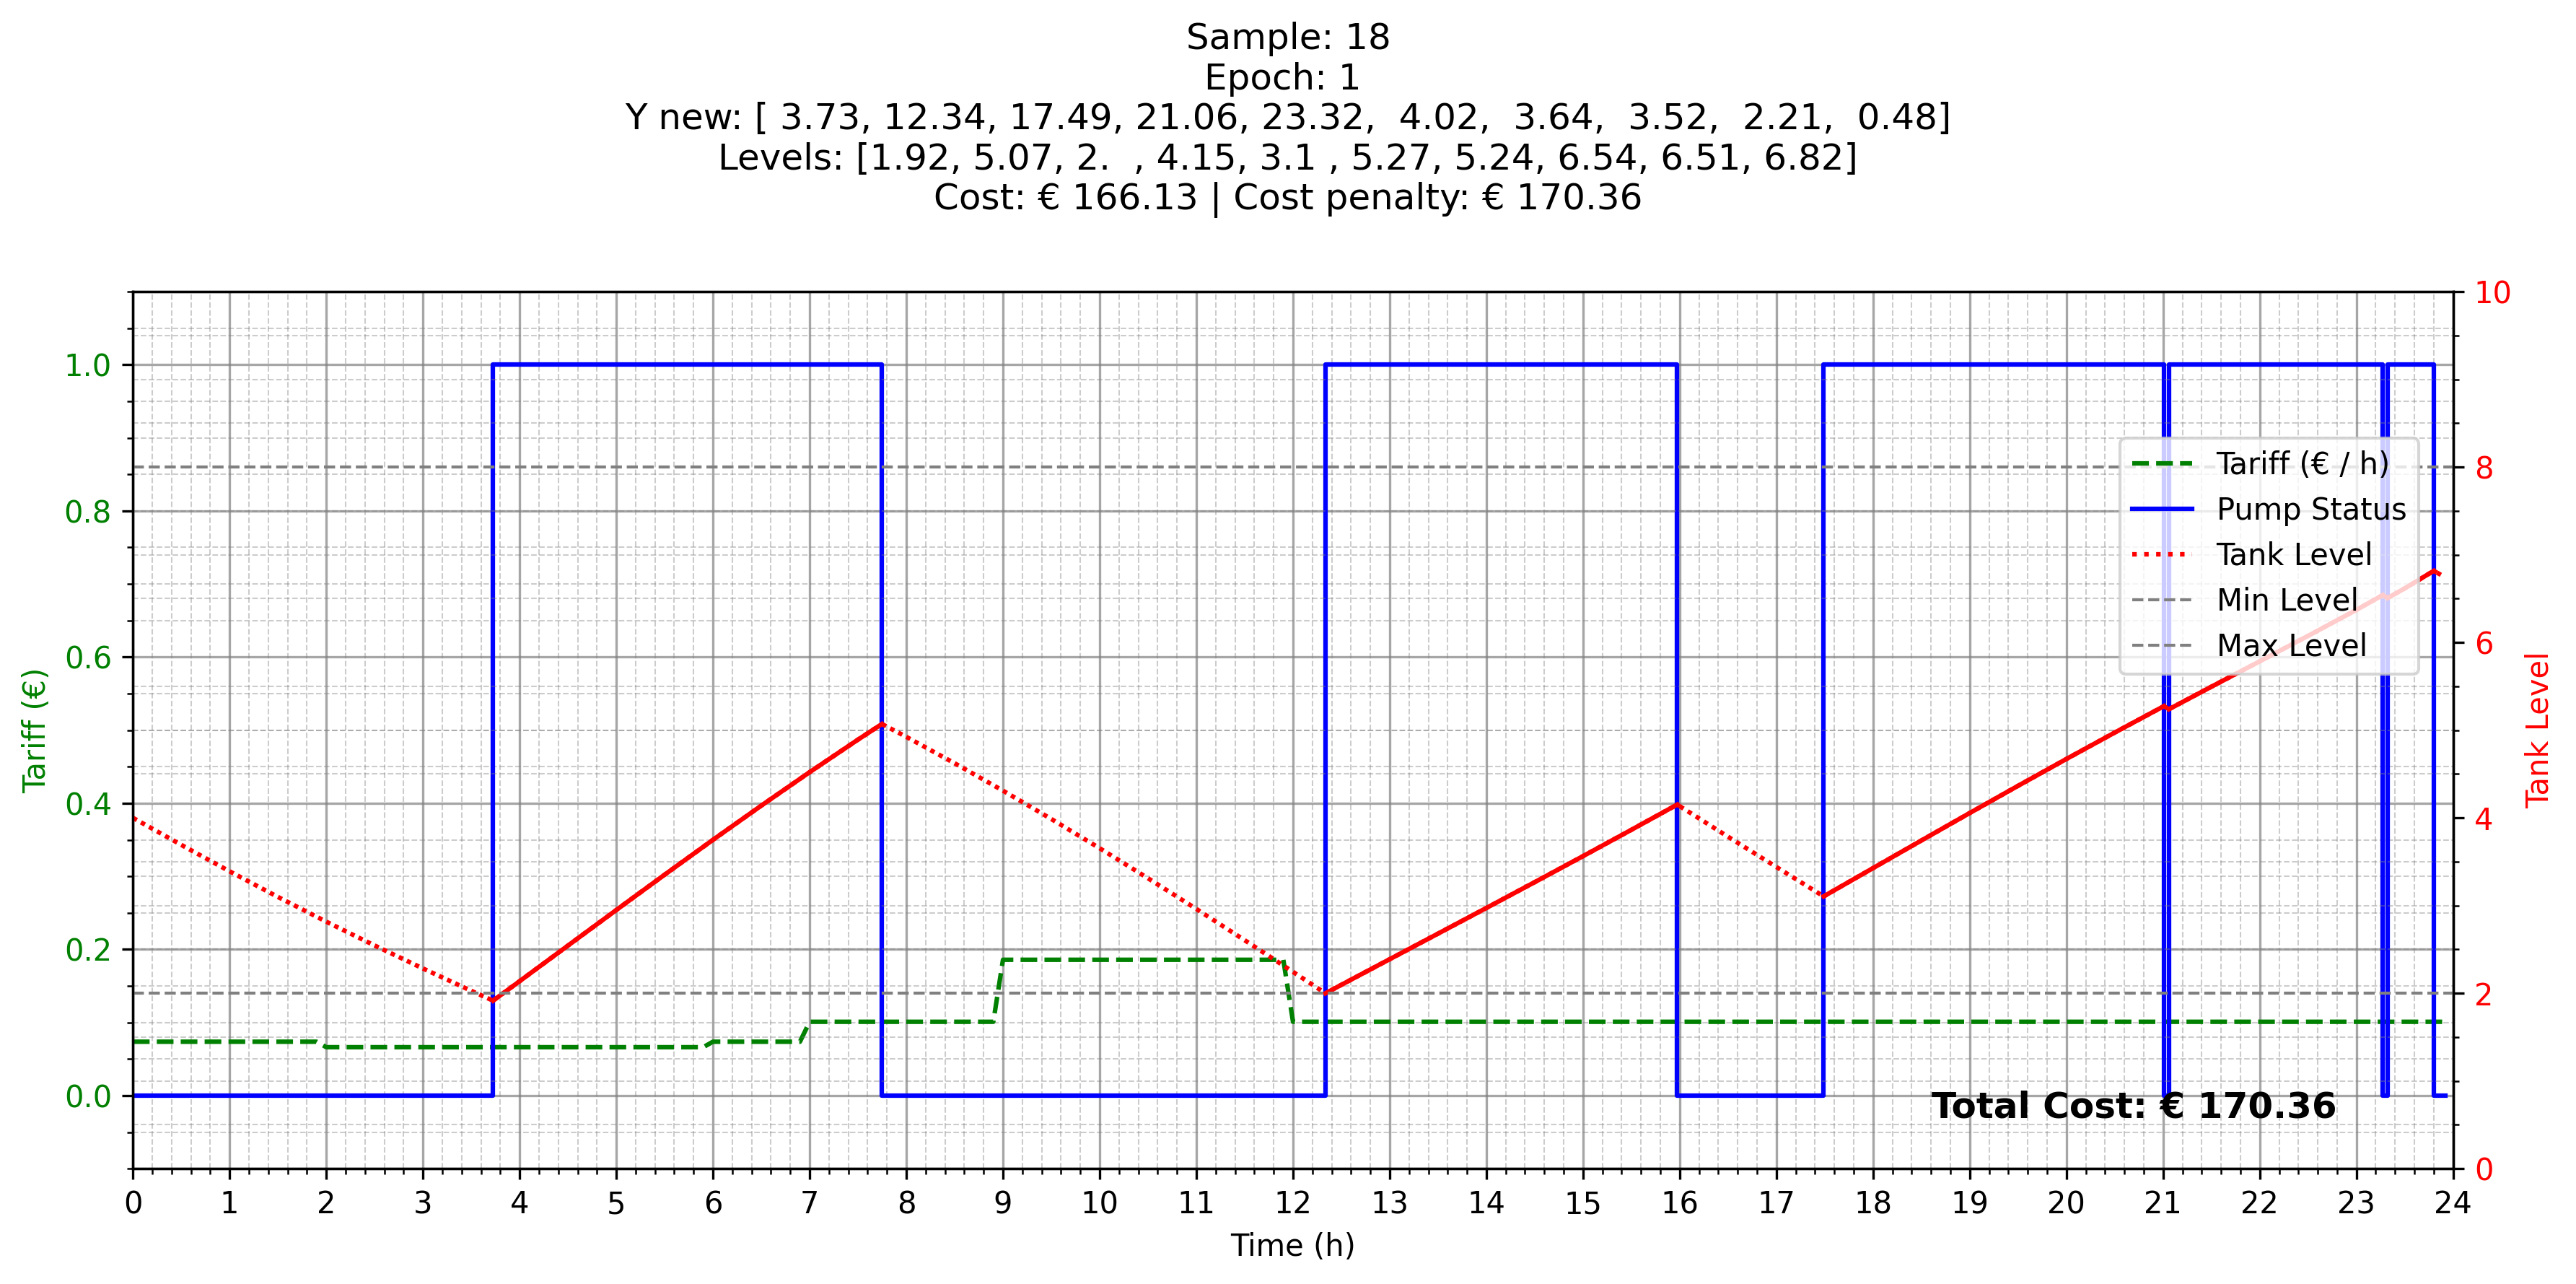 Sample: 18
Epoch: 1
Y new: [ 3.73, 12.34, 17.49, 21.06, 23.32,  4.02,  3.64,  3.52,  2.21,  0.48]
Levels: [1.92, 5.07, 2.  , 4.15, 3.1 , 5.27, 5.24, 6.54, 6.51, 6.82]
Cost: € 166.13 | Cost penalty: € 170.36
10
1.0
8
Tariff (€ / h)
0.8
Pump Status
Tank Level
Min Level
6
0.6
Max Level
Tariff (€)
Tank Level
0.4
4
0.2
2
0.0
Total Cost: € 170.36
0
0 1 2 3 4 5 6 7 8 9 10 11 12 13 14 15 16 17 18 19 20 21 22 23 24
Time (h)